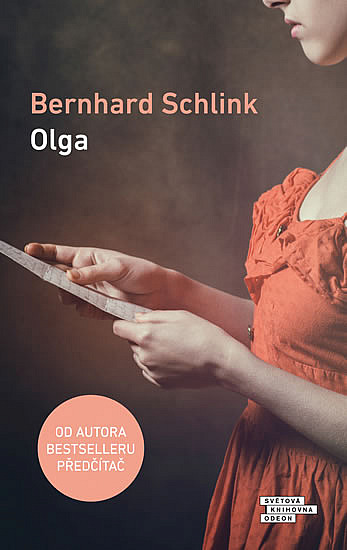 Bernhard Schlink
Olga
OD AUTORA
BESTSELLERU
PŘEDČÍTAČ
SVĚTOVÁ
KNIHOVNA
ODEON